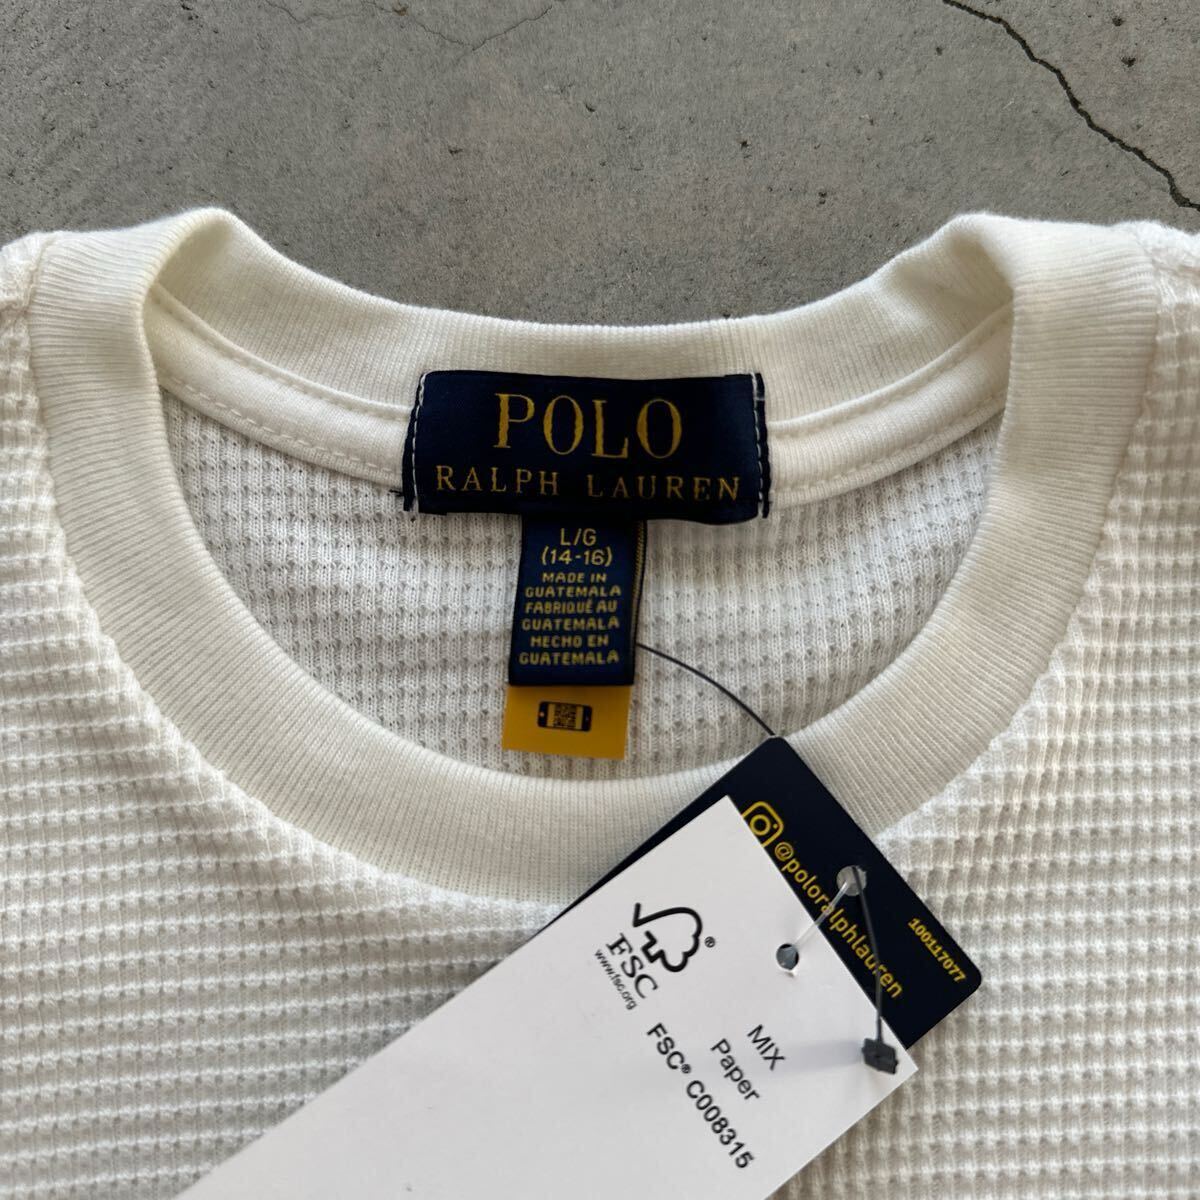 POLO
RALPH LAUREN
L/G
(14-16)
MADE IN
GUATEMALA
FABRIQUÉ AU
GUATEMALA
HECHO EN
GUATEMALA
@poloralphlauren
100117077
FSC®
www.fsc.org
MIX
Paper
FSC® C008315